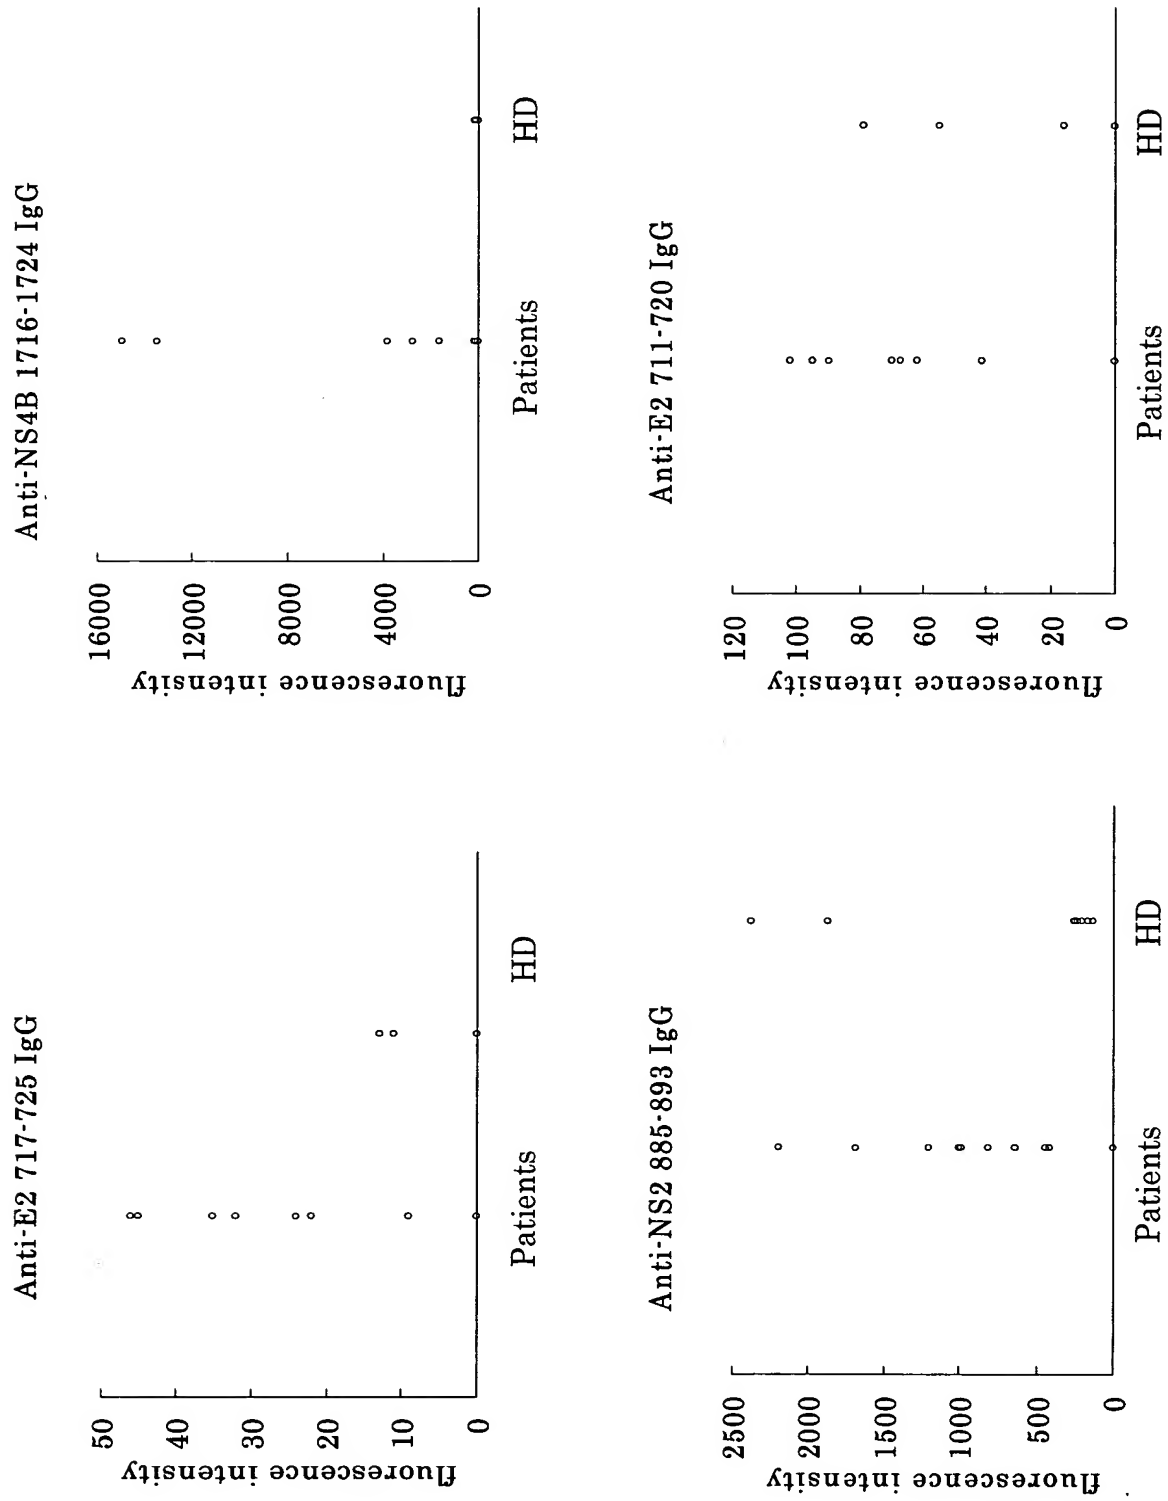 Anti-E2 717-725 IgG
fluorescence intensity
50
40
30
20
10
0
Patients
HD
Anti-NS4B 1716-1724 IgG
fluorescence intensity
16000
12000
8000
4000
0
Patients
HD
Anti-NS2 885-893 IgG
fluorescence intensity
2500
2000
1500
1000
500
0
Patients
HD
Anti-E2 711-720 IgG
fluorescence intensity
120
100
80
60
40
20
0
Patients
HD